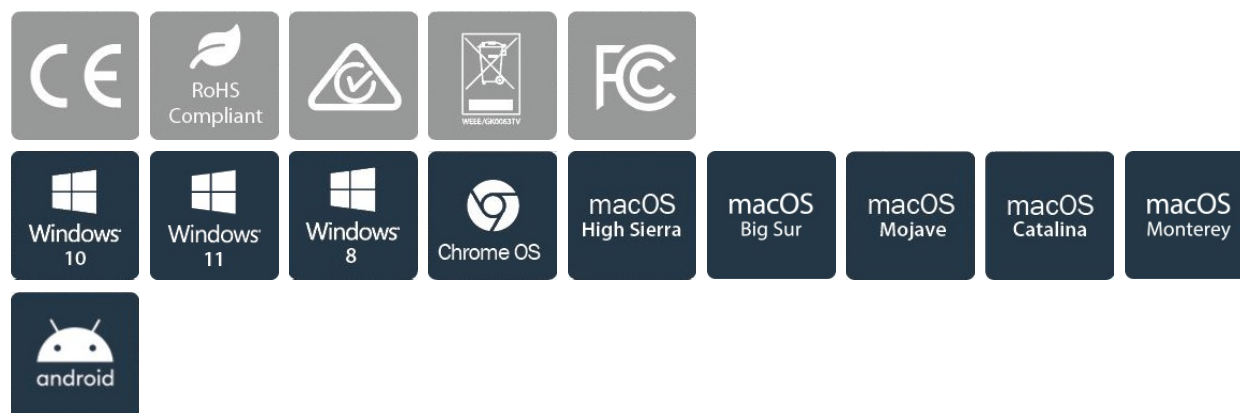 CE
RoHS
Compliant
WEEE/GK0063TV
FC
Windows
10
Windows
11
Windows
8
Chrome OS
macOS
High Sierra
macOS
Big Sur
macOS
Mojave
macOS
Catalina
macOS
Monterey
android